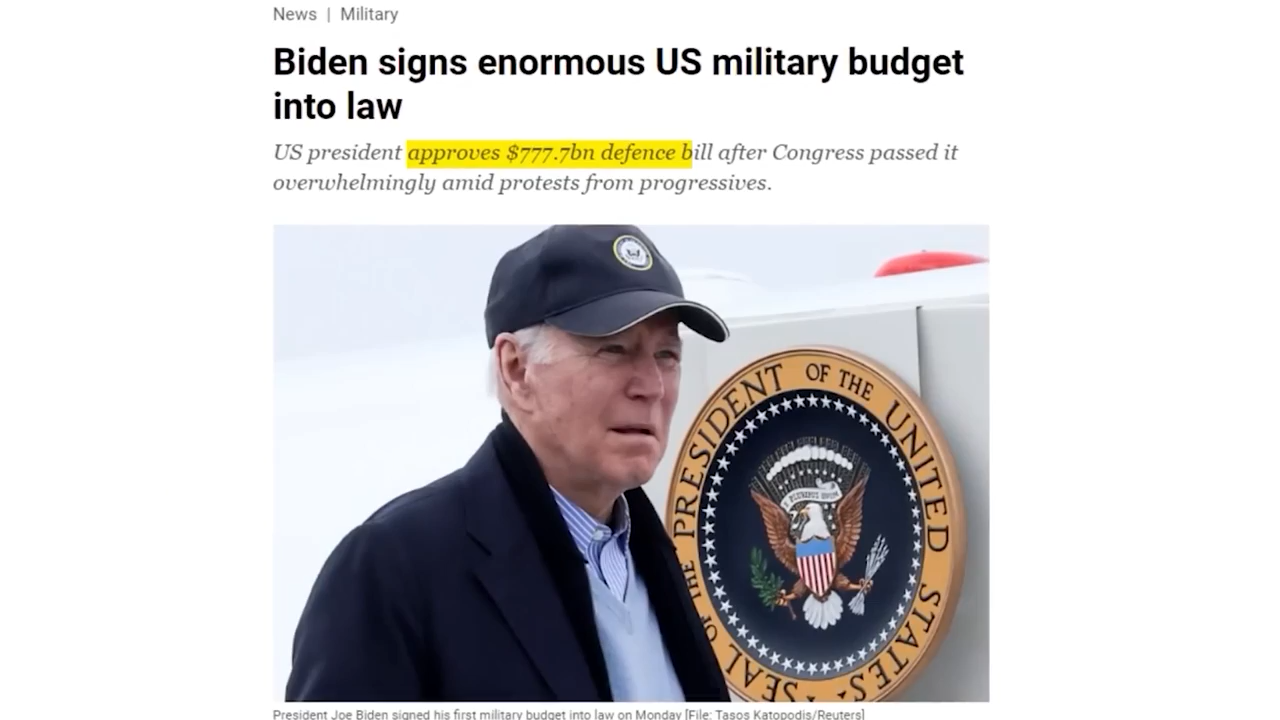 News | Military
Biden signs enormous US military budget
into law
US president approves $777.7bn defence bill after Congress passed it
overwhelmingly amid protests from progressives.
SEAL OF THE PRESIDENT OF THE UNITED STATES
E PLURIBUS UNUM
President Joe Biden signed his first military budget into law on Monday [File: Tasos Katopodis/Reuters]